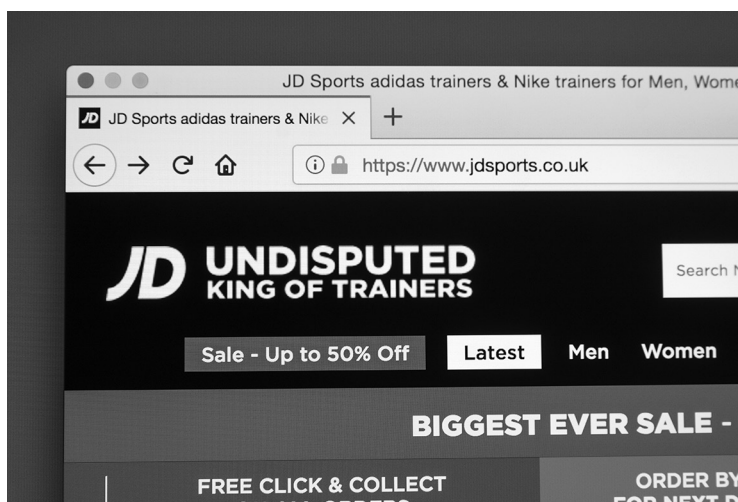 JD Sports adidas trainers & Nike trainers for Men, Wome
JD JD Sports adidas trainers & Nike
https://www.jdsports.co.uk
JD UNDISPUTED
KING OF TRAINERS
Search
Sale - Up to 50% Off Latest Men Women
BIGGEST EVER SALE -
FREE CLICK & COLLECT
ORDER BY